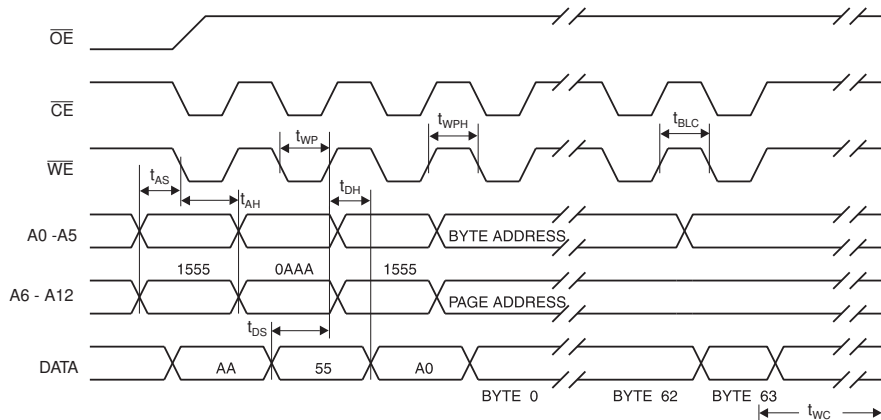 OE
CE
tWP
tWPH
tBLC
WE
tAS
tAH
tDH
A0 -A5
BYTE ADDRESS
1555
0AAA
1555
A6 - A12
PAGE ADDRESS
tDS
DATA
AA
55
A0
BYTE 0
BYTE 62
BYTE 63
tWC